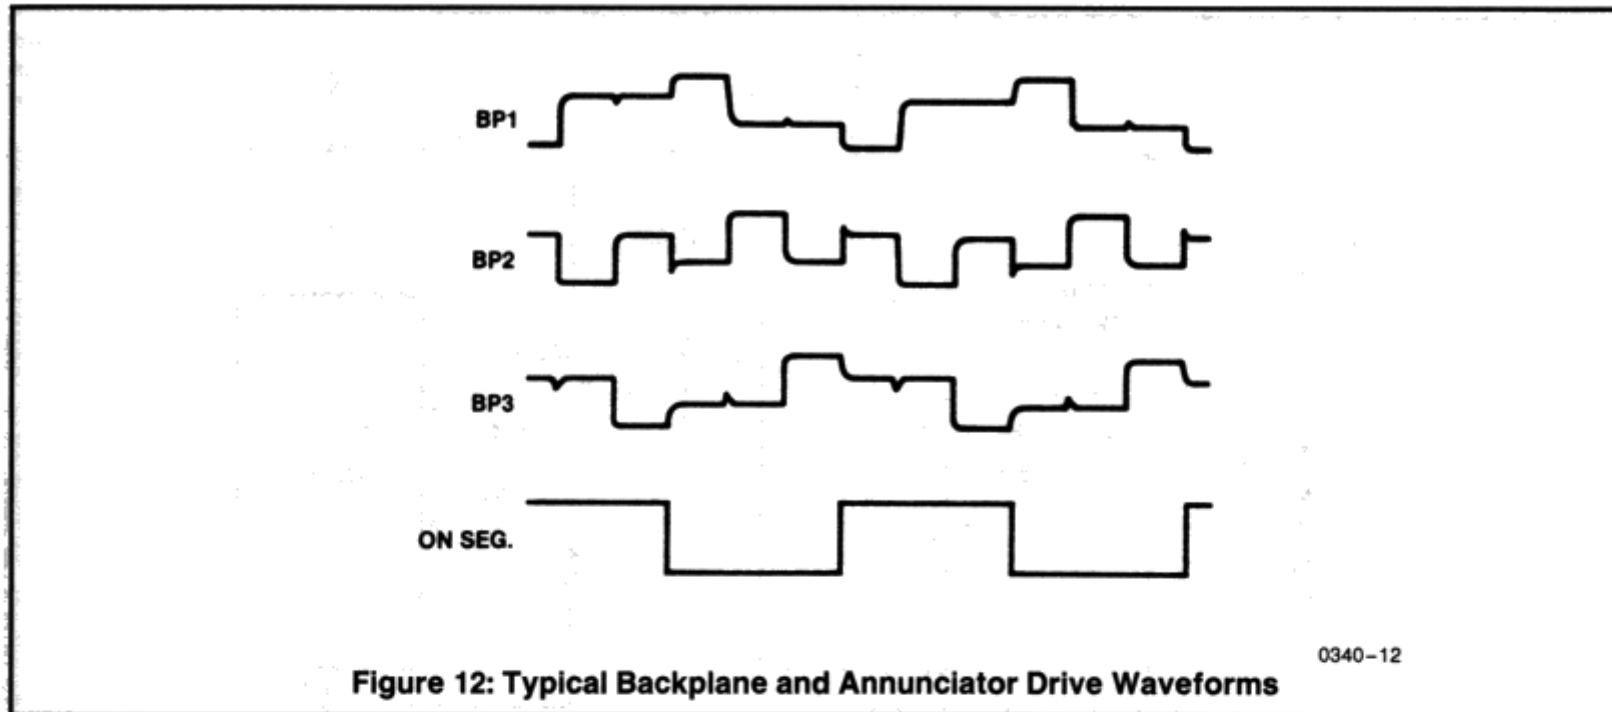 BP1
BP2
BP3
ON SEG.
0340–12
Figure 12: Typical Backplane and Annunciator Drive Waveforms